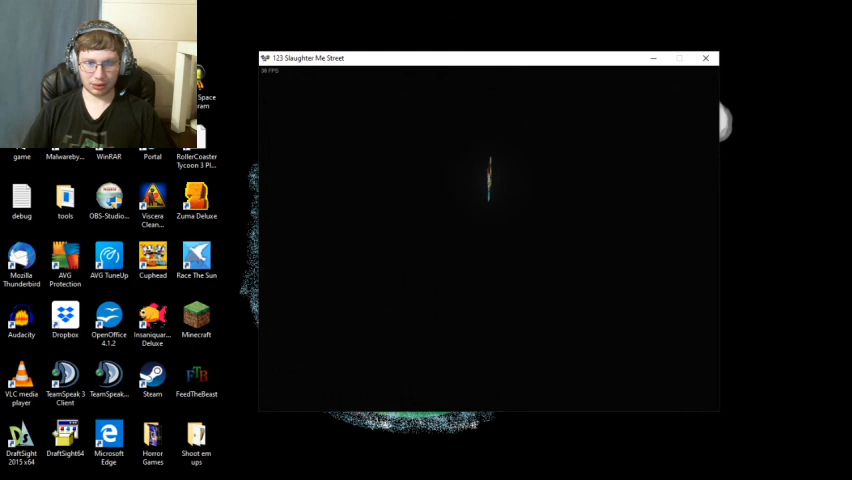 123 Slaughter Me Street
38 FPS
Space
ram
game
Malwareby...
WinRAR
Portal
RollerCoaster
Tycoon 3 Pl...
debug
tools
OBS-Studio...
Viscera
Clean...
Zuma Deluxe
Mozilla
Thunderbird
AVG
Protection
AVG TuneUp
Cuphead
Race The Sun
Audacity
Dropbox
OpenOffice
4.1.2
Insaniquar...
Deluxe
Minecraft
VLC media
player
TeamSpeak 3
Client
TeamSpeak...
Steam
FTB
FeedTheBeast
DraftSight
2015 x64
DraftSight64
Microsoft
Edge
Horror
Games
Shoot em
ups